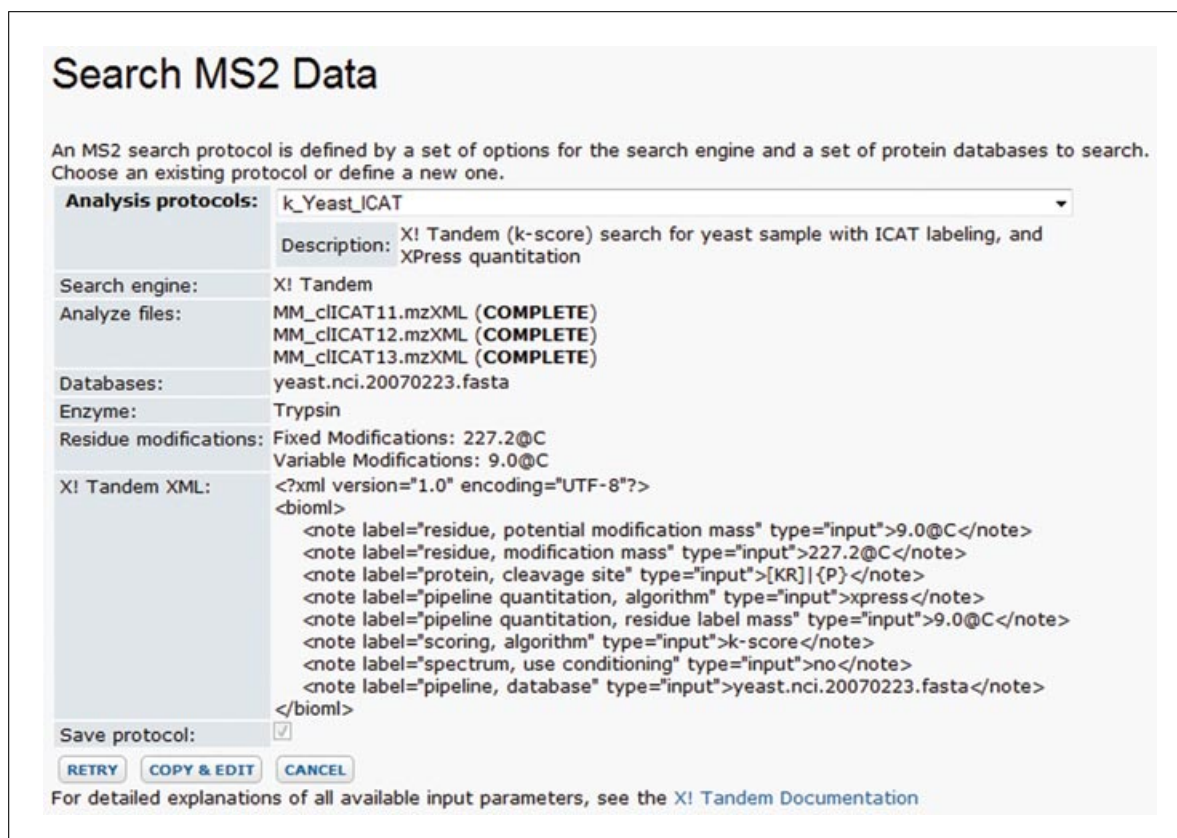 Search MS2 Data
An MS2 search protocol is defined by a set of options for the search engine and a set of protein databases to search.
Choose an existing protocol or define a new one.
Analysis protocols: k_Yeast_ICAT
Description: X! Tandem (k-score) search for yeast sample with ICAT labeling, and
XPress quantitation
Search engine: X! Tandem
Analyze files: MM_clICAT11.mzXML (COMPLETE)
MM_clICAT12.mzXML (COMPLETE)
MM_clICAT13.mzXML (COMPLETE)
Databases: yeast.nci.20070223.fasta
Enzyme: Trypsin
Residue modifications: Fixed Modifications: 227.2@C
Variable Modifications: 9.0@C
X! Tandem XML: <?xml version="1.0" encoding="UTF-8"?>
<bioml>
<note label="residue, potential modification mass" type="input">9.0@C</note>
<note label="residue, modification mass" type="input">227.2@C</note>
<note label="protein, cleavage site" type="input">[KR]|{P}</note>
<note label="pipeline quantitation, algorithm" type="input">xpress</note>
<note label="pipeline quantitation, residue label mass" type="input">9.0@C</note>
<note label="scoring, algorithm" type="input">k-score</note>
<note label="spectrum, use conditioning" type="input">no</note>
<note label="pipeline, database" type="input">yeast.nci.20070223.fasta</note>
</bioml>
Save protocol:
RETRY COPY & EDIT CANCEL
For detailed explanations of all available input parameters, see the X! Tandem Documentation